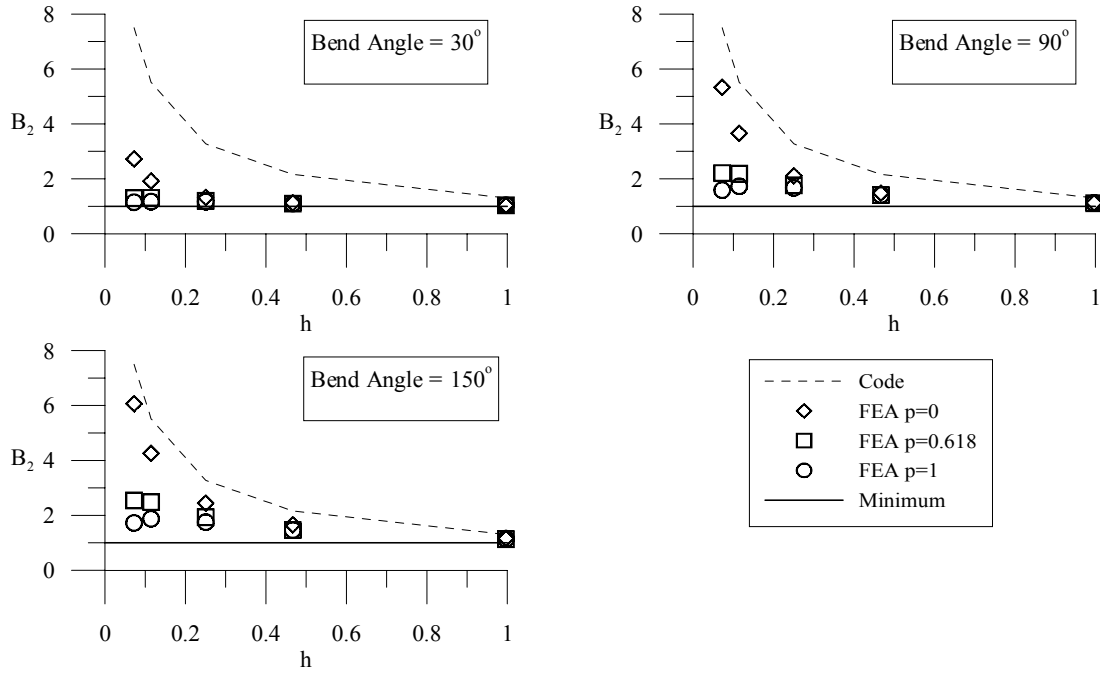 Bend Angle = 30°
8
6
4
2
0
B₂
0
0.2
0.4
0.6
0.8
1
h
Bend Angle = 90°
8
6
4
2
0
B₂
0
0.2
0.4
0.6
0.8
1
h
Bend Angle = 150°
8
6
4
2
0
B₂
0
0.2
0.4
0.6
0.8
1
h
Code
FEA p=0
FEA p=0.618
FEA p=1
Minimum